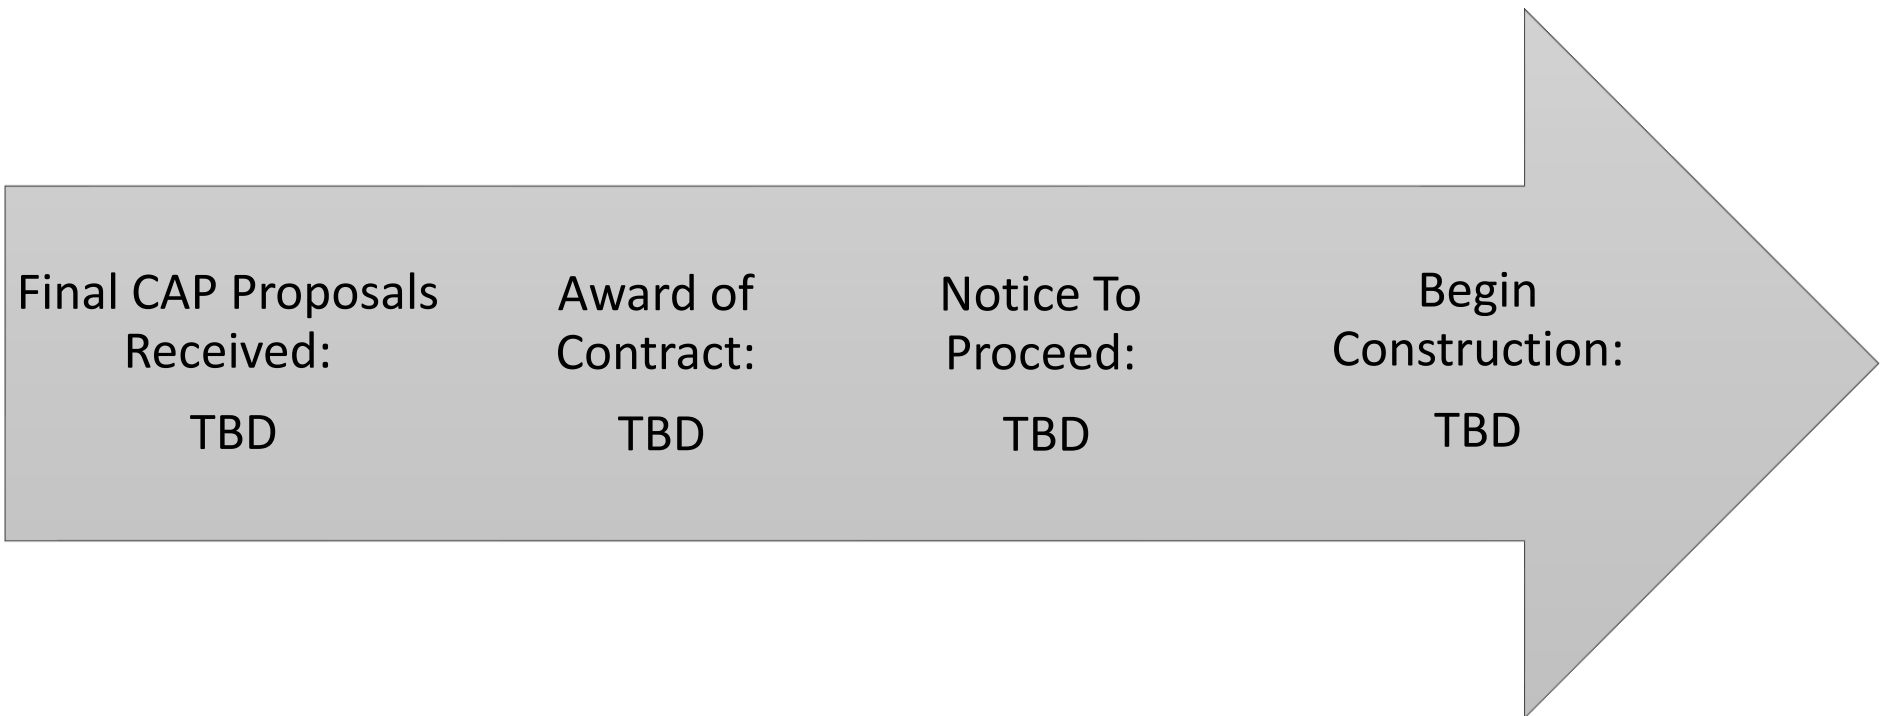 Final CAP Proposals
Received:
TBD
Award of
Contract:
TBD
Notice To
Proceed:
TBD
Begin
Construction:
TBD